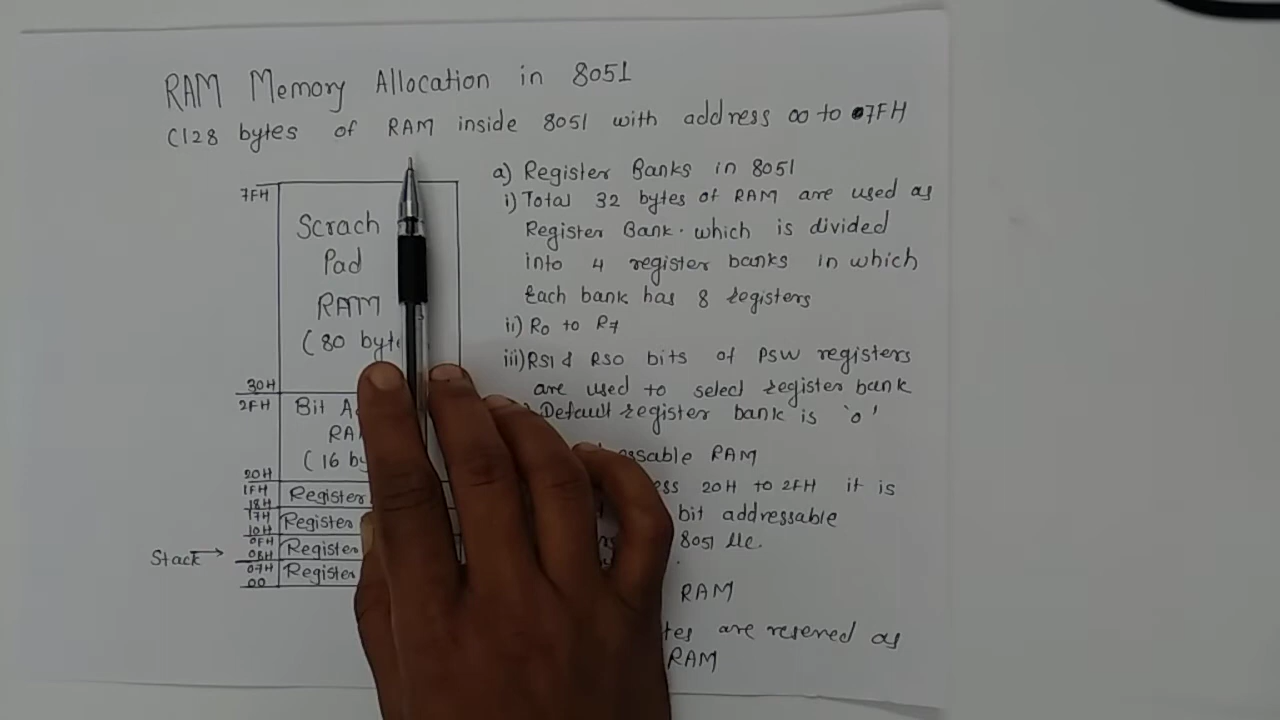 RAM Memory Allocation in 8051
(128 bytes of RAM inside 8051 with address 00 to 07FH
7FH
Scrach
Pad
RAM
(80 byte
30H
2FH
Bit A
RA
(16 by
20H
1FH
18H
Register
17H
10H
Register
0FH
08H
Register
Stack →
07H
00
Register
a) Register Banks in 8051
i) Total 32 bytes of RAM are used as
Register Bank. which is divided
into 4 register banks in which
Each bank has 8 registers
ii) R0 to R7
iii) RS1 & RS0 bits of PSW registers
are used to select register bank
Default register bank is '0'
essable RAM
ess 20H to 2FH it is
bit addressable
8051 μc.
RAM
tes are reserved as
RAM